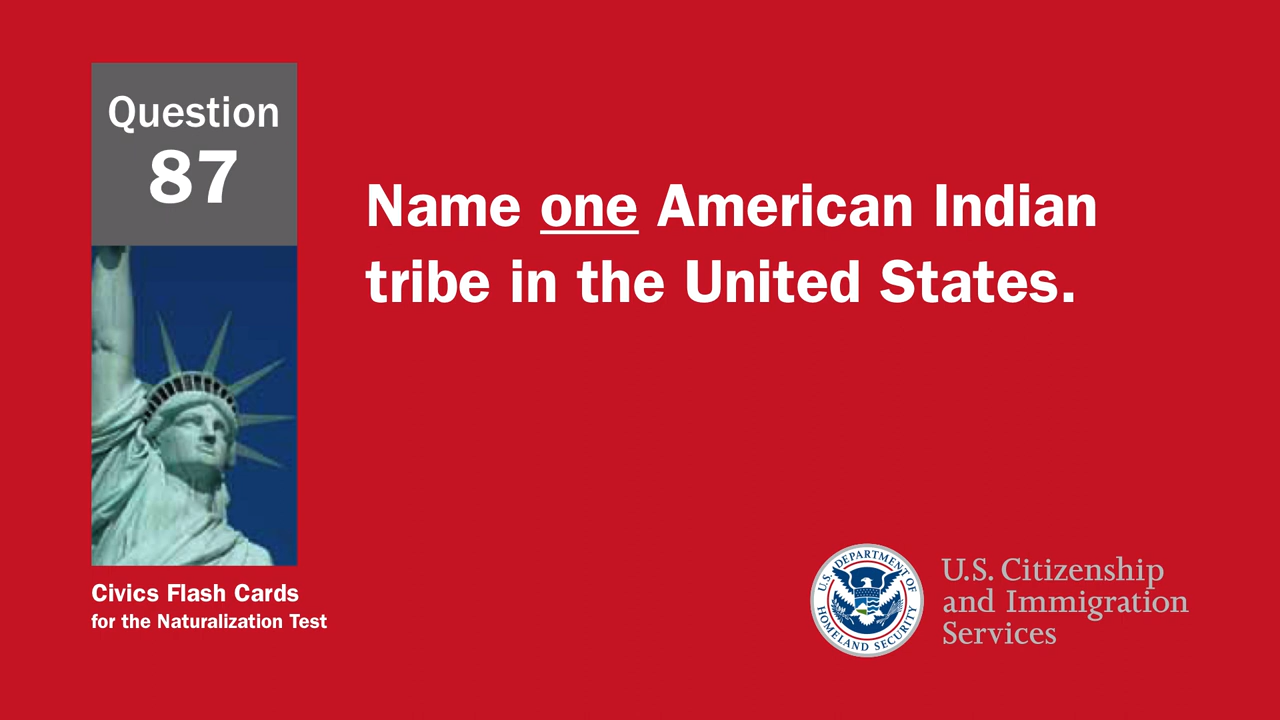 Question
87
Name one American Indian
tribe in the United States.
Civics Flash Cards
for the Naturalization Test
U.S. DEPARTMENT OF
HOMELAND SECURITY
U.S. Citizenship
and Immigration
Services